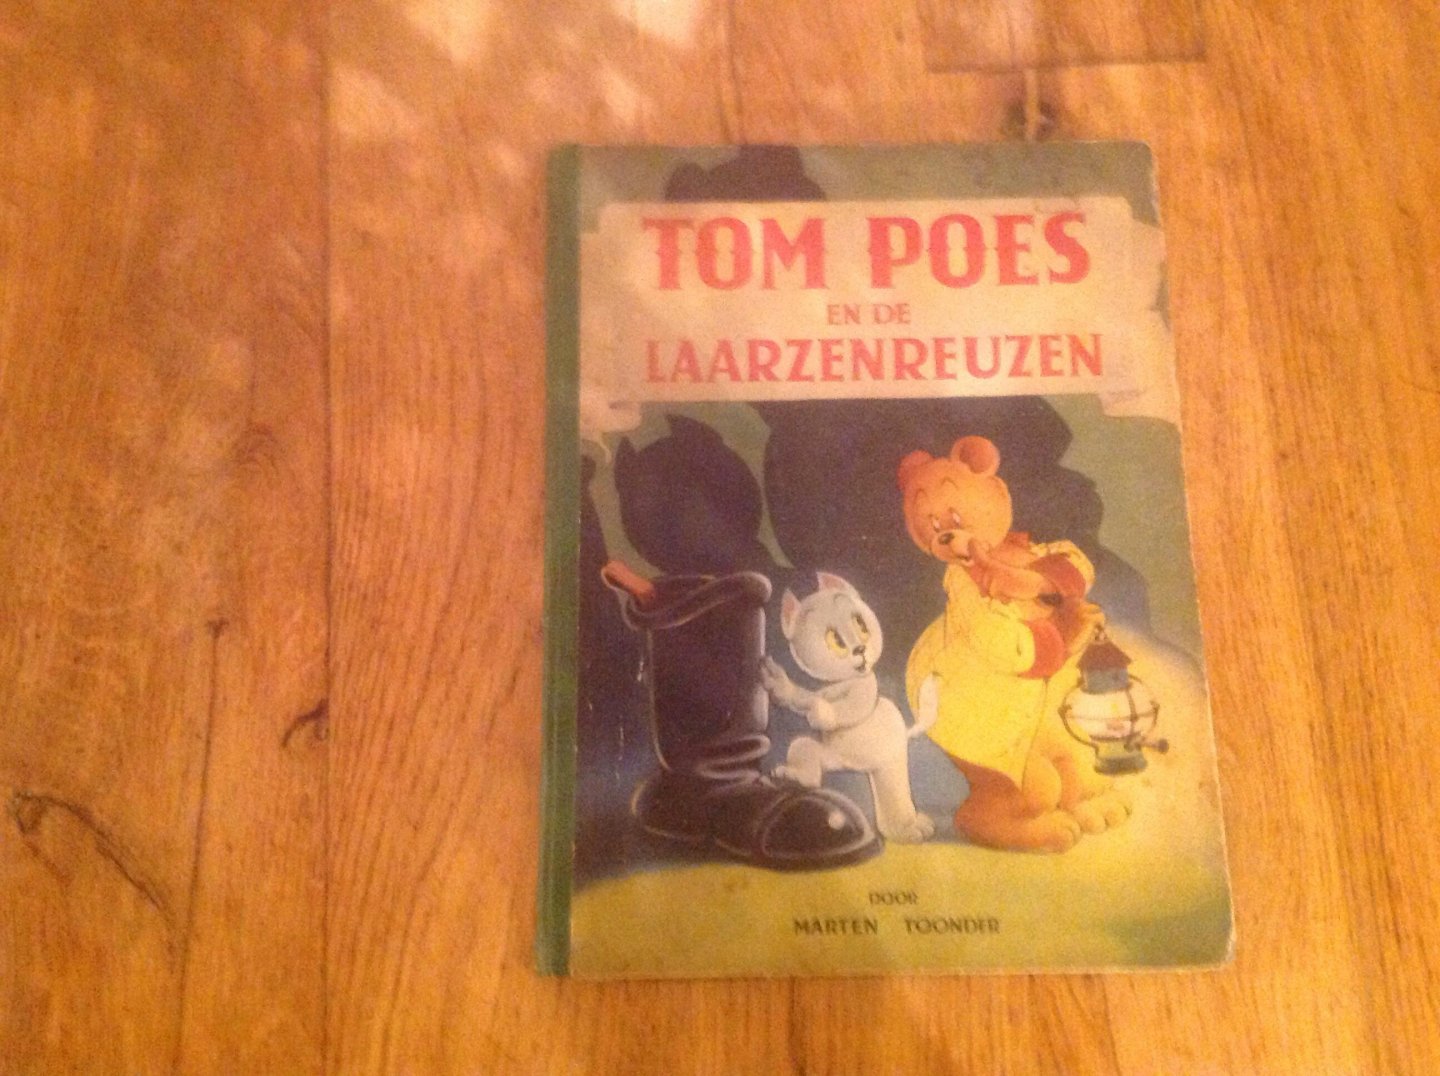 TOM POES
EN DE
LAARZENREUZEN
DOOR
MARTEN TOONDER